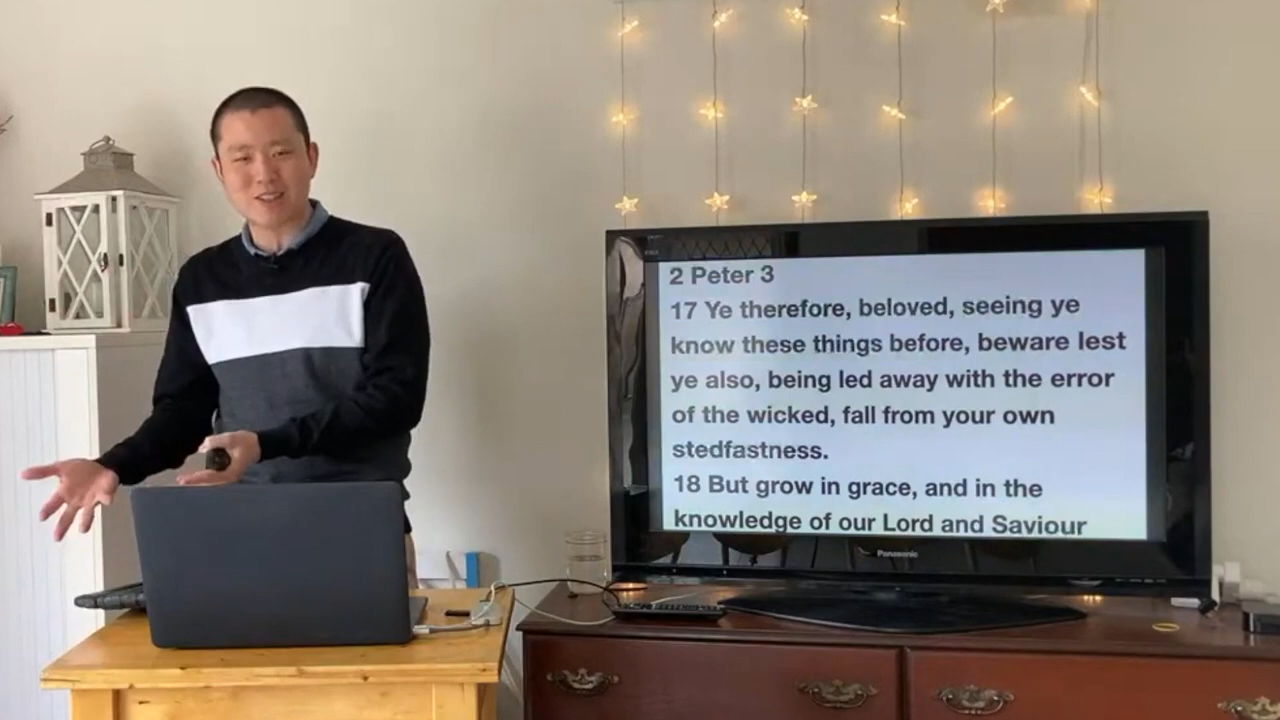 2 Peter 3
17 Ye therefore, beloved, seeing ye
know these things before, beware lest
ye also, being led away with the error
of the wicked, fall from your own
stedfastness.
18 But grow in grace, and in the
knowledge of our Lord and Saviour
Panasonic